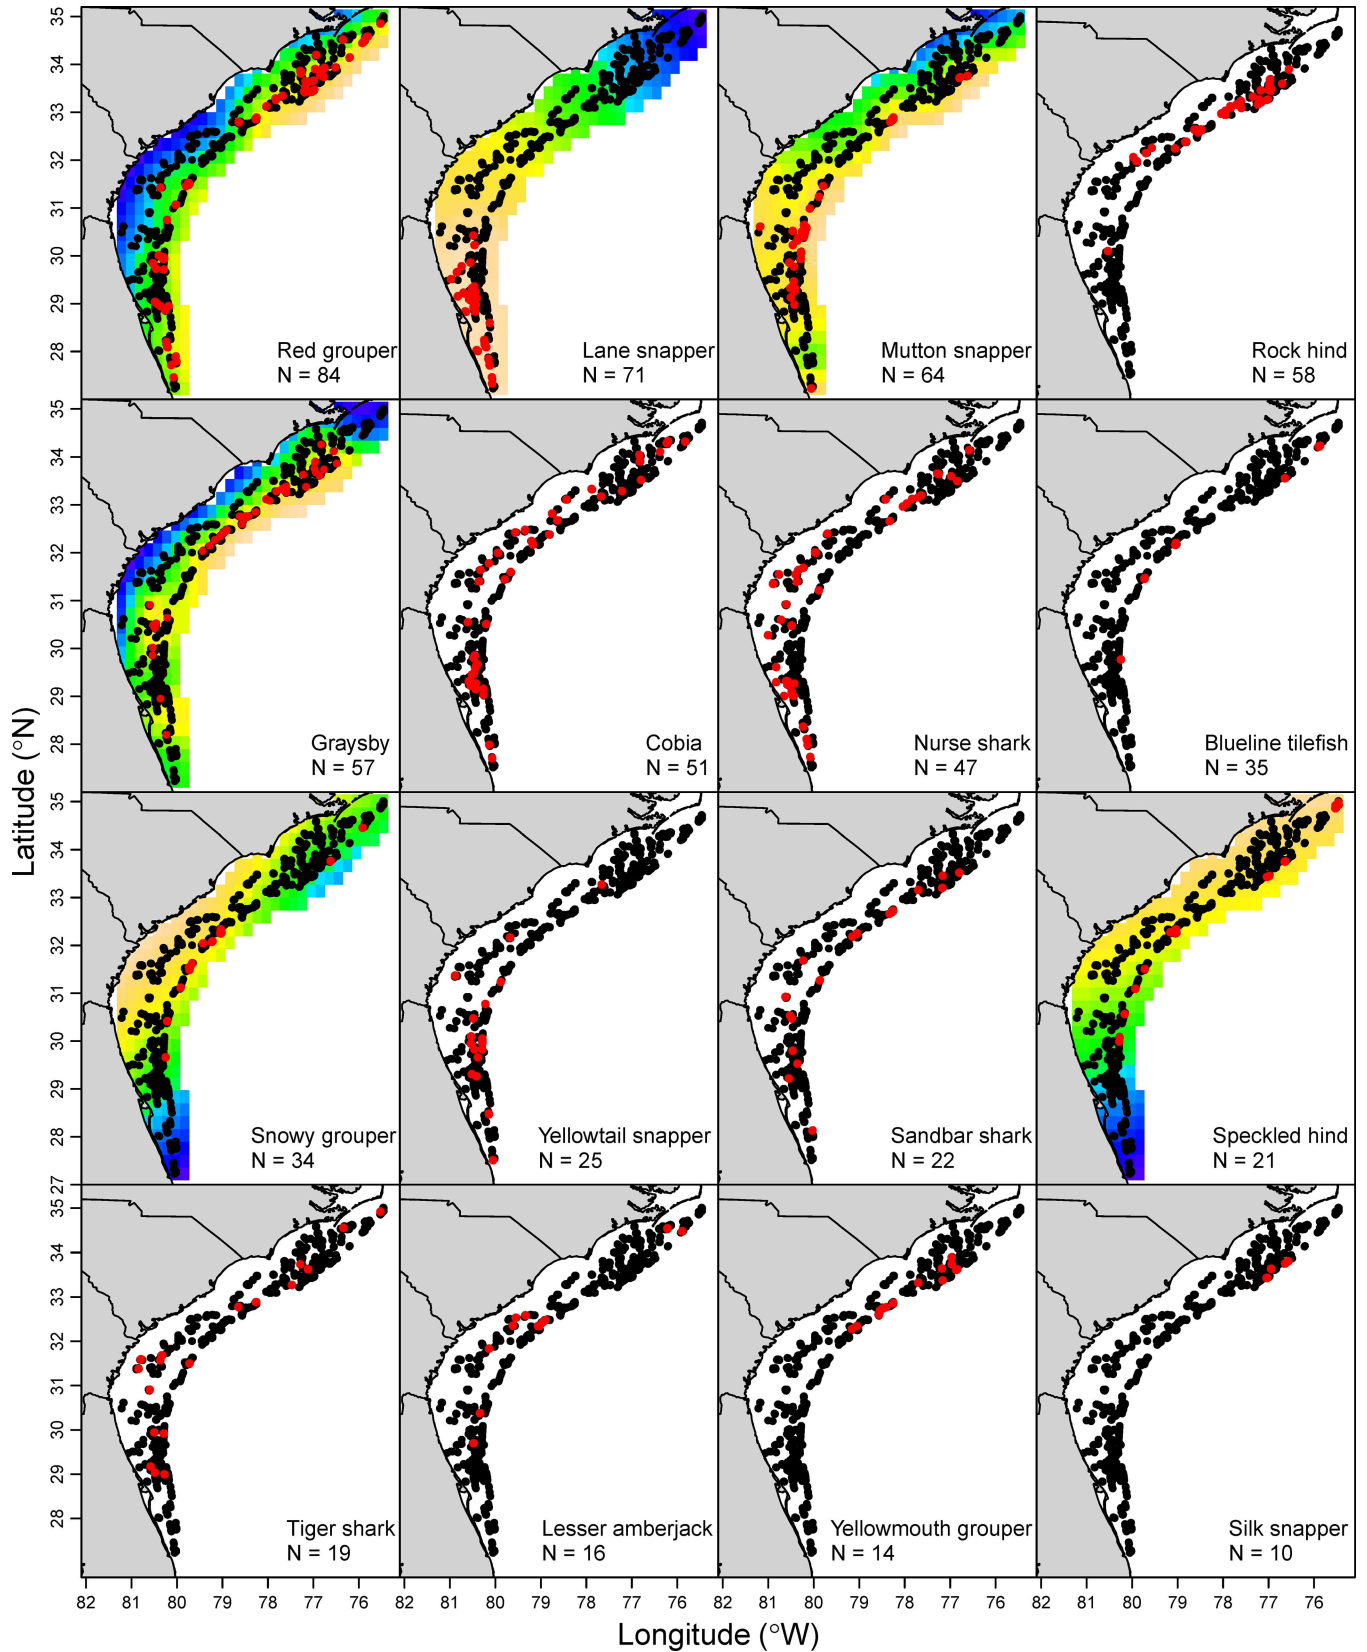 35
34
33
32
31
30
29
28
Red grouper
N = 84
Lane snapper
N = 71
Mutton snapper
N = 64
Rock hind
N = 58
35
34
33
32
31
30
29
28
Graysby
N = 57
Cobia
N = 51
Nurse shark
N = 47
Blueline tilefish
N = 35
Latitude (°N)
35
34
33
32
31
30
29
28
27
Snowy grouper
N = 34
Yellowtail snapper
N = 25
Sandbar shark
N = 22
Speckled hind
N = 21
35
34
33
32
31
30
29
28
Tiger shark
N = 19
Lesser amberjack
N = 16
Yellowmouth grouper
N = 14
Silk snapper
N = 10
82 81 80 79 78 77 76 82 81 80 79 78 77 76 82 81 80 79 78 77 76 82 81 80 79 78 77 76
Longitude (°W)